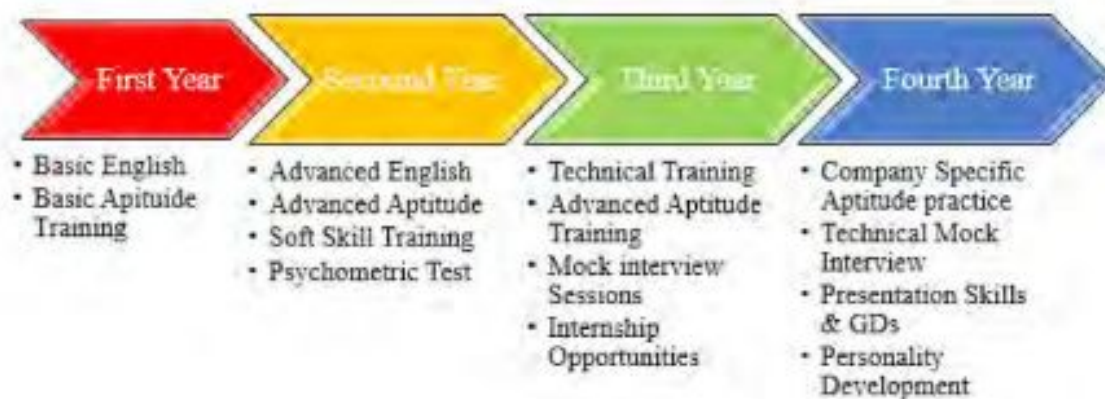 First Year
• Basic English
• Basic Apituide
Training
Secound Year
• Advanced English
• Advanced Aptitude
• Soft Skill Training
• Psychometric Test
Third Year
• Technical Training
• Advanced Aptitude
Training
• Mock interview
Sessions
• Internship
Opportunities
Fourth Year
• Company Specific
Aptitude practice
• Technical Mock
Interview
• Presentation Skills
& GDs
• Personality
Development